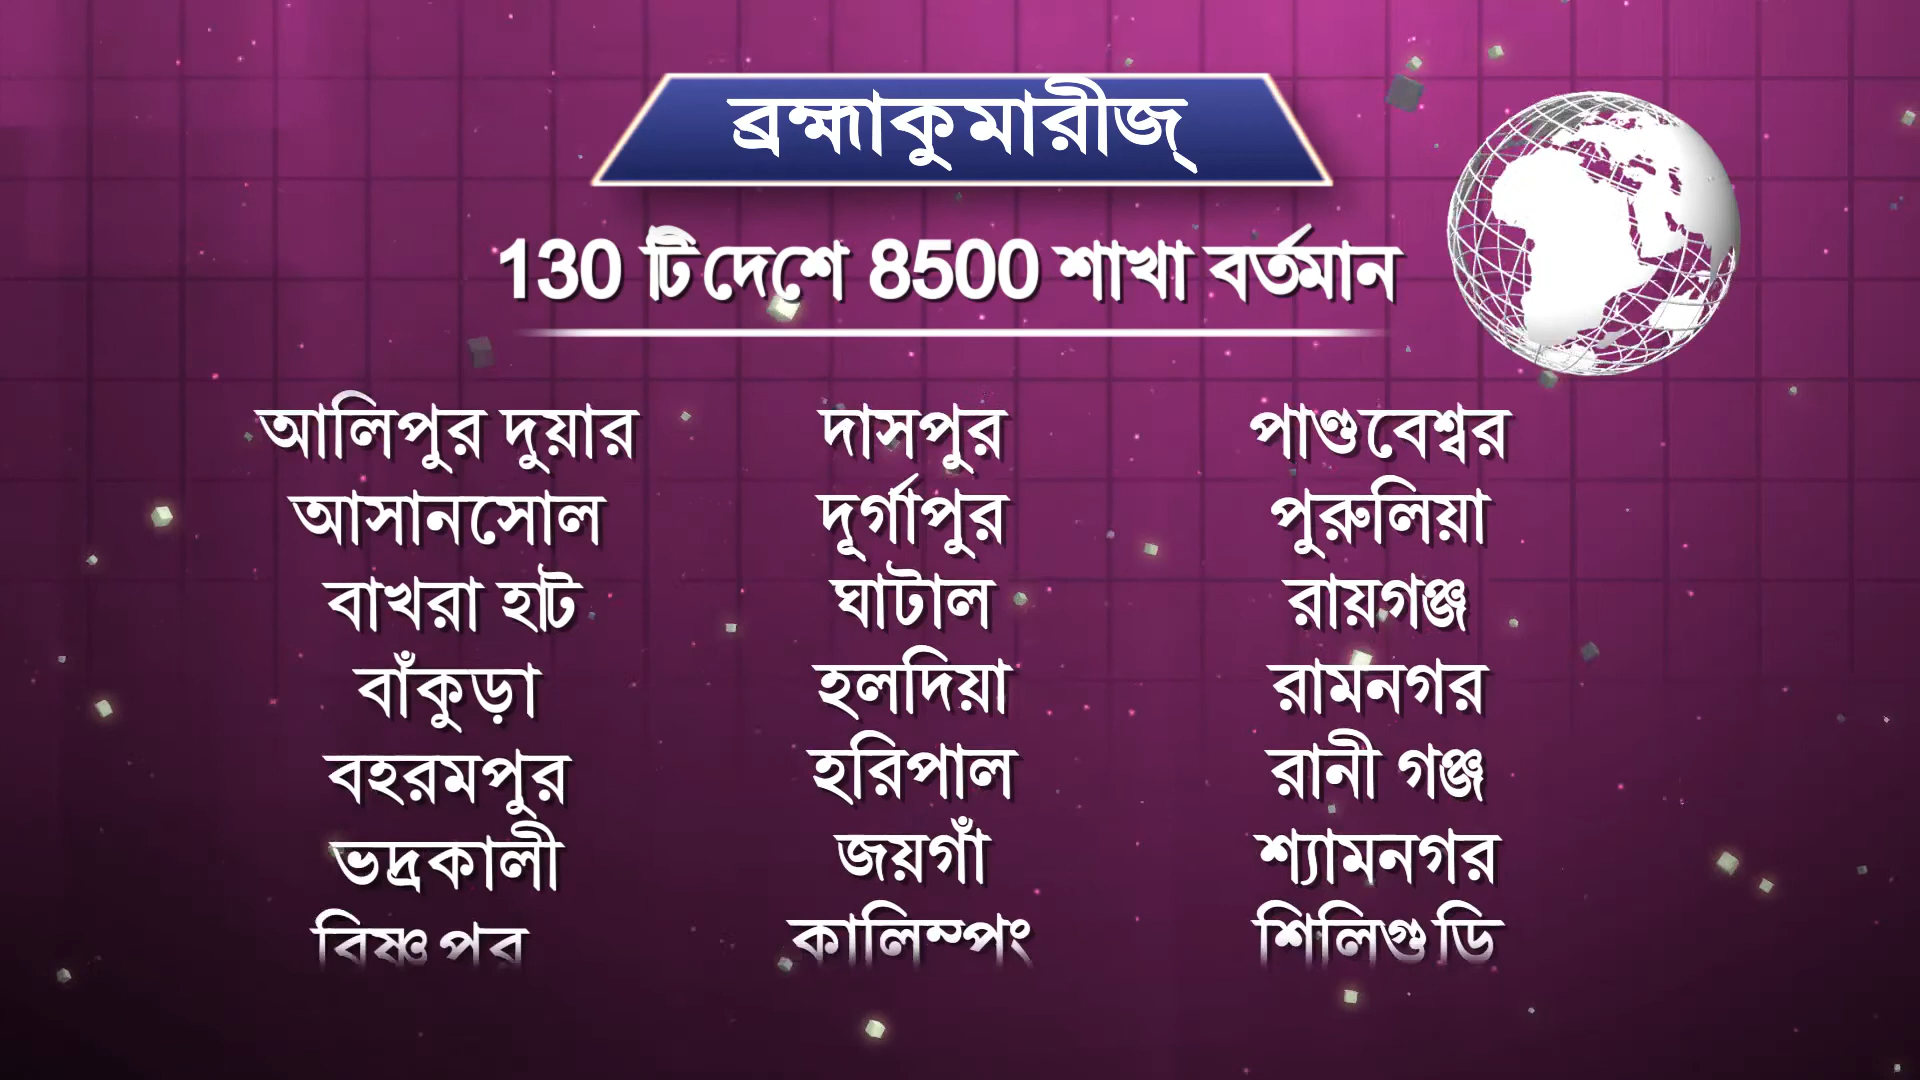 ব্রহ্মাকুমারীজ্
130 টি দেশে 8500 শাখা বর্তমান
আলিপুর দুয়ার
আসানসোল
বাখরা হাট
বাঁকুড়া
বহরমপুর
ভদ্রকালী
বিষ্ণুপুর
দাসপুর
দূর্গাপুর
ঘাটাল
হলদিয়া
হরিপাল
জয়গাঁ
কালিম্পং
পাণ্ডবেশ্বর
পুরুলিয়া
রায়গঞ্জ
রামনগর
রানী গঞ্জ
শ্যামনগর
শিলিগুড়ি